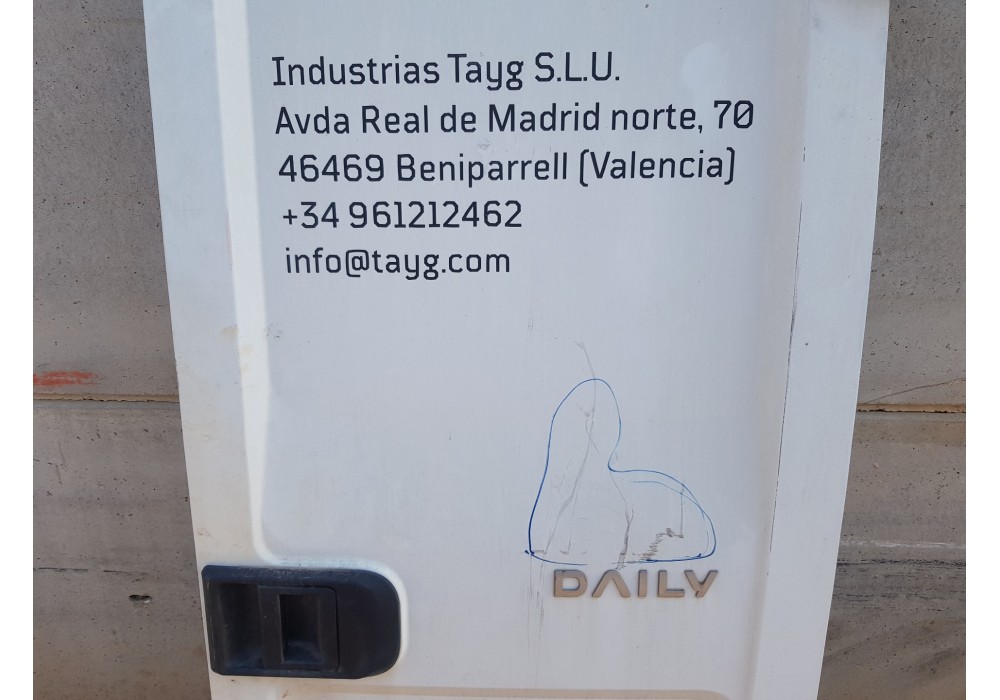 Industrias Tayg S.L.U.
Avda Real de Madrid norte, 70
46469 Beniparrell (Valencia)
+34 961212462
info@tayg.com
DAILY